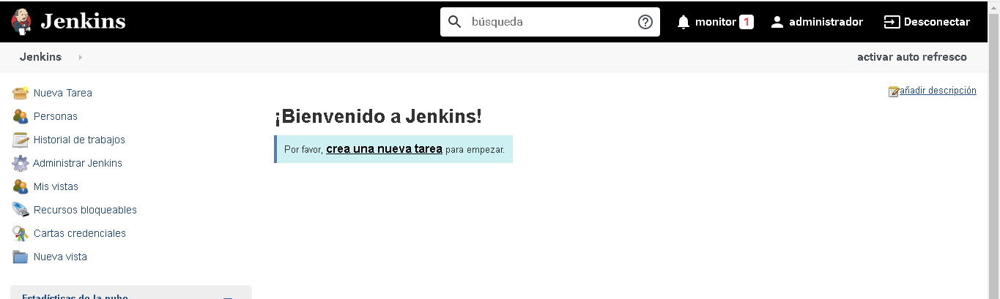 Jenkins
búsqueda
monitor 1
administrador
Desconectar
Jenkins
activar auto refresco
Nueva Tarea
Personas
Historial de trabajos
Administrar Jenkins
Mis vistas
Recursos bloqueables
Cartas credenciales
Nueva vista
Estadísticas de la nube
añadir descripción
¡Bienvenido a Jenkins!
Por favor, crea una nueva tarea para empezar.